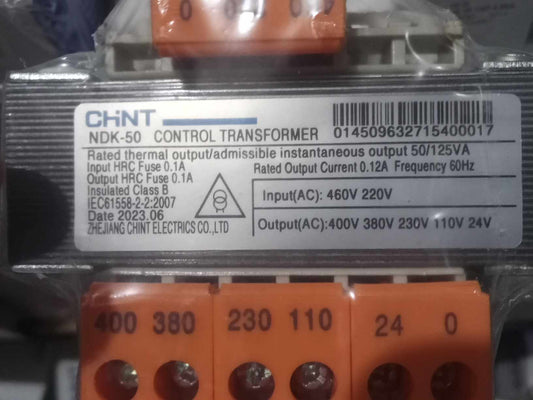 CHNT
NDK-50 CONTROL TRANSFORMER
014509632715400017
Rated thermal output/admissible instantaneous output 50/125VA
Input HRC Fuse 0.1A
Rated Output Current 0.12A Frequency 60Hz
Output HRC Fuse 0.1A
Insulated Class B
IEC61558-2-2:2007
Date 2023.06
ZHEJIANG CHINT ELECTRICS CO.,LTD
Input(AC): 460V 220V
Output(AC):400V 380V 230V 110V 24V
400 380 230 110 24 0